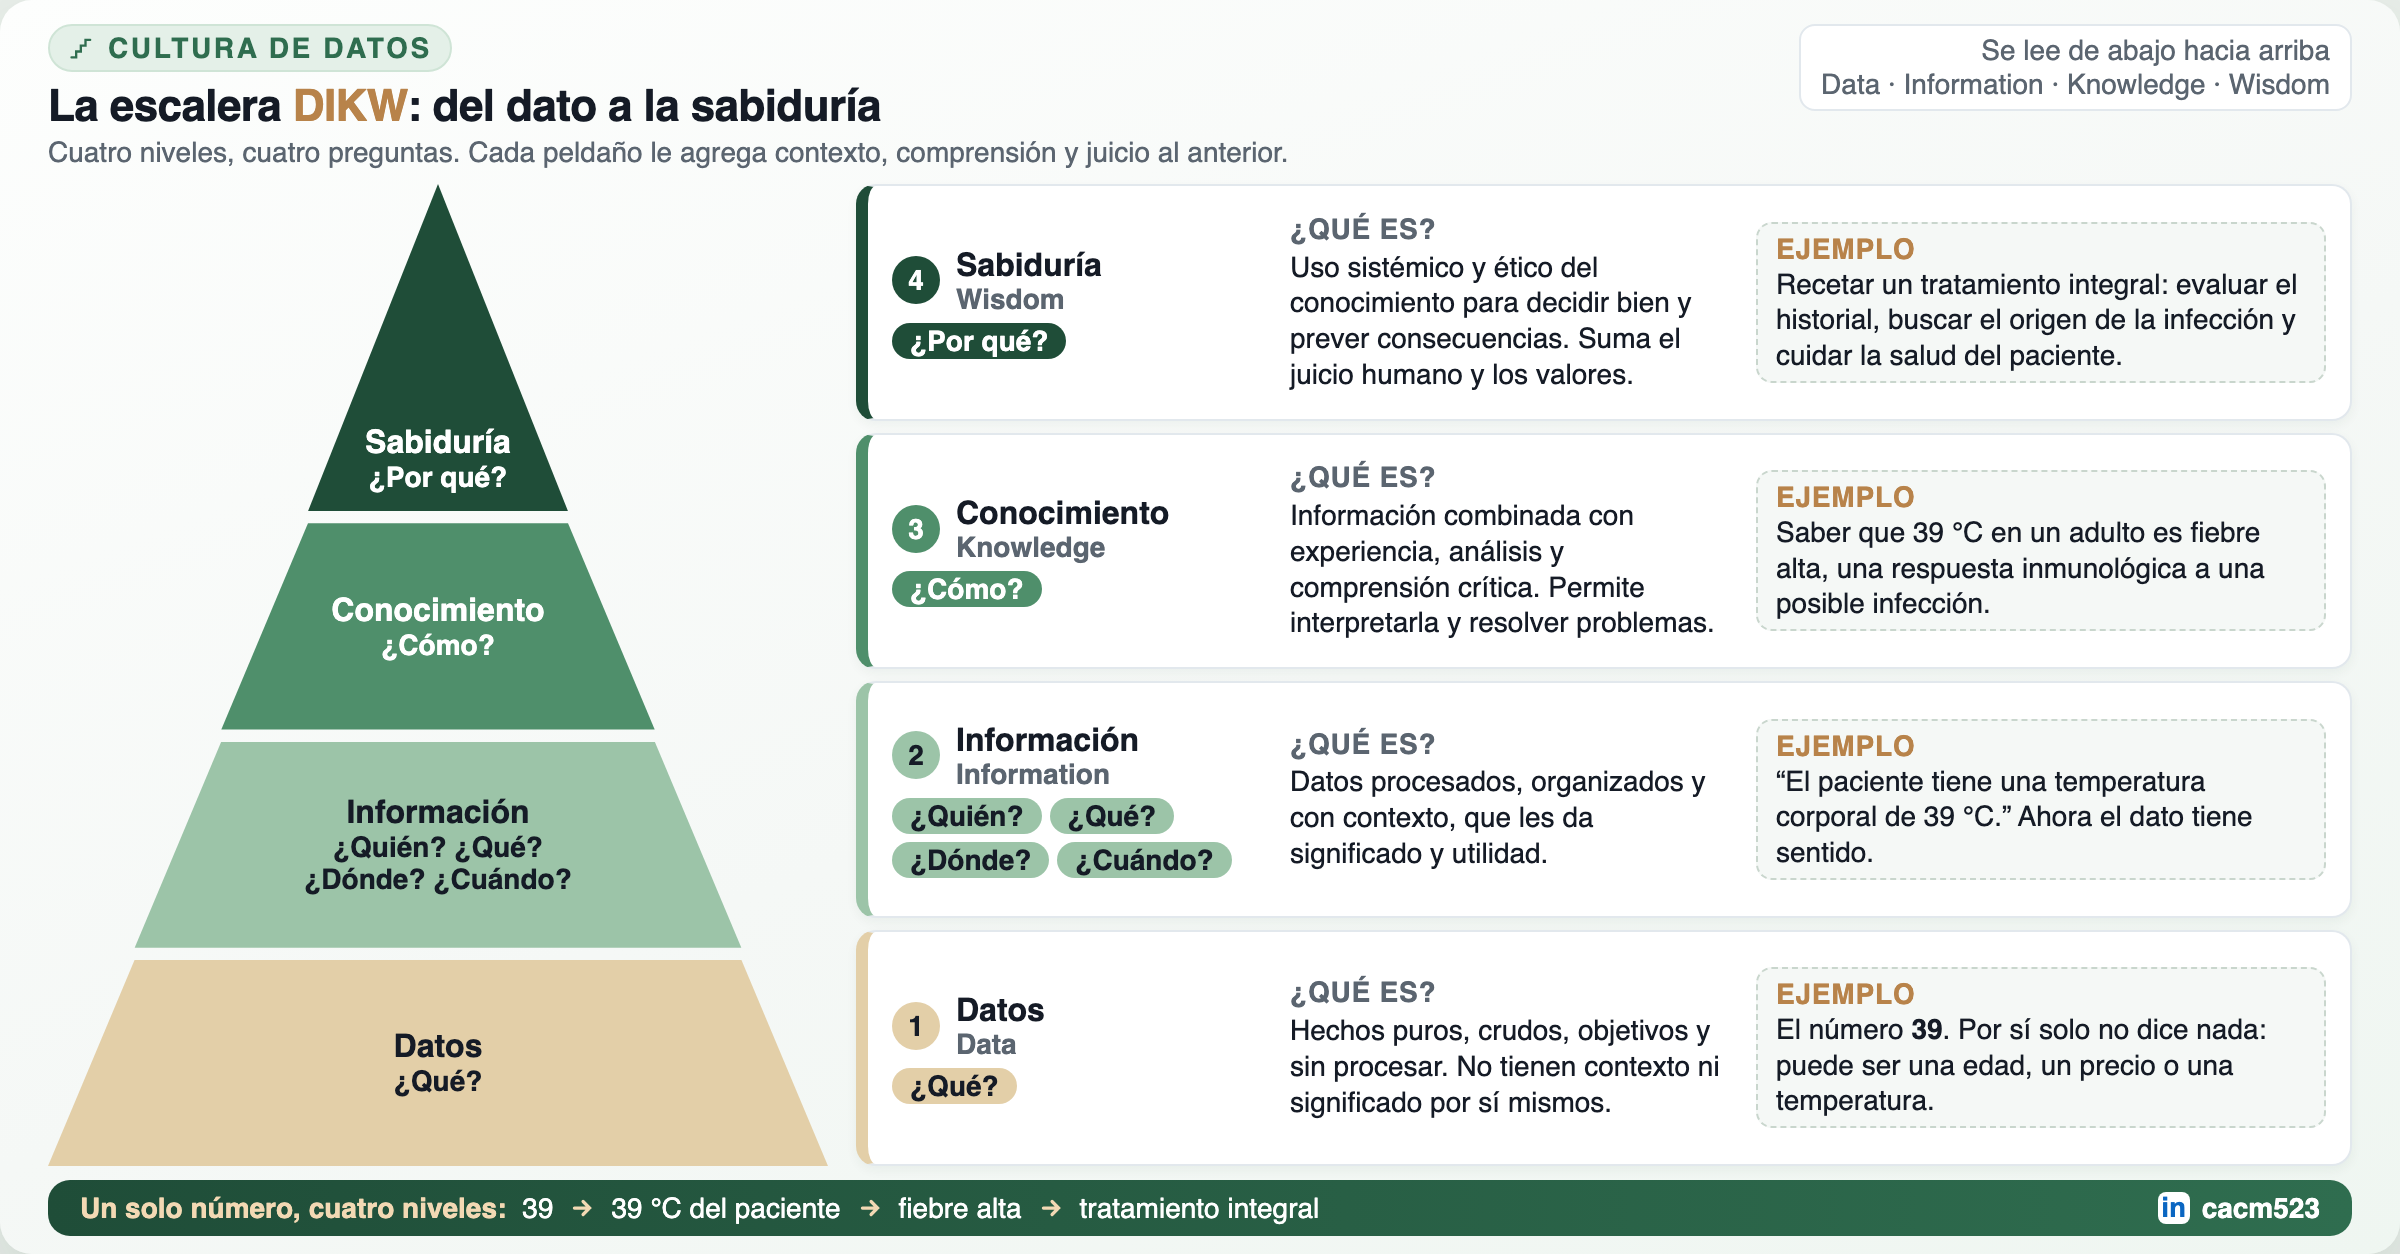 CULTURA DE DATOS
La escalera DIKW: del dato a la sabiduría
Cuatro niveles, cuatro preguntas. Cada peldaño le agrega contexto, comprensión y juicio al anterior.
Se lee de abajo hacia arriba
Data · Information · Knowledge · Wisdom
Sabiduría
¿Por qué?
Conocimiento
¿Cómo?
Información
¿Quién? ¿Qué?
¿Dónde? ¿Cuándo?
Datos
¿Qué?
4
Sabiduría
Wisdom
¿Por qué?
¿QUÉ ES?
Uso sistémico y ético del
conocimiento para decidir bien y
prever consecuencias. Suma el
juicio humano y los valores.
EJEMPLO
Recetar un tratamiento integral: evaluar el
historial, buscar el origen de la infección y
cuidar la salud del paciente.
3
Conocimiento
Knowledge
¿Cómo?
¿QUÉ ES?
Información combinada con
experiencia, análisis y
comprensión crítica. Permite
interpretarla y resolver problemas.
EJEMPLO
Saber que 39 °C en un adulto es fiebre
alta, una respuesta inmunológica a una
posible infección.
2
Información
Information
¿Quién? ¿Qué?
¿Dónde? ¿Cuándo?
¿QUÉ ES?
Datos procesados, organizados y
con contexto, que les da
significado y utilidad.
EJEMPLO
“El paciente tiene una temperatura
corporal de 39 °C.” Ahora el dato tiene
sentido.
1
Datos
Data
¿Qué?
¿QUÉ ES?
Hechos puros, crudos, objetivos y
sin procesar. No tienen contexto ni
significado por sí mismos.
EJEMPLO
El número 39. Por sí solo no dice nada:
puede ser una edad, un precio o una
temperatura.
Un solo número, cuatro niveles: 39 → 39 °C del paciente → fiebre alta → tratamiento integral
in cacm523